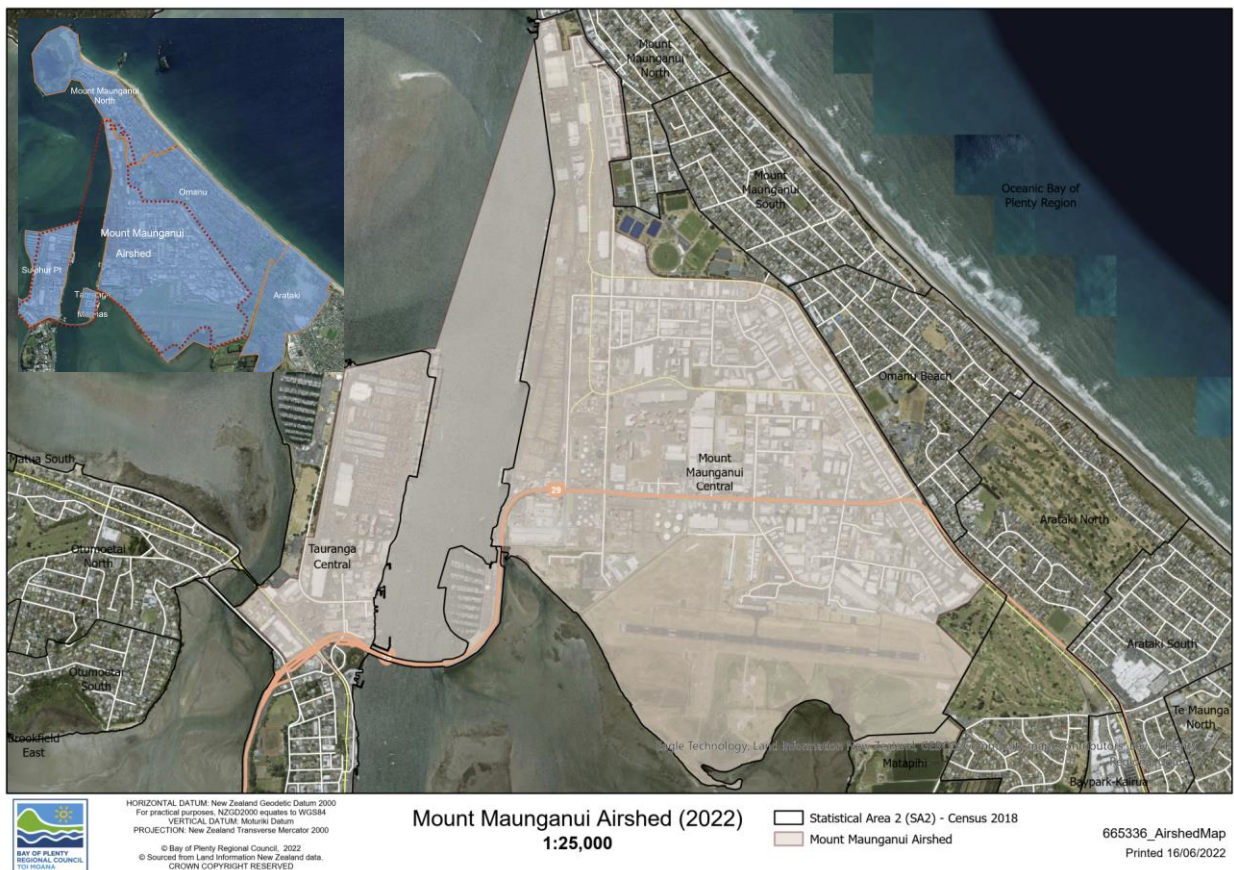 Mount Maunganui
North
Omanu
Mount Maunganui
Airshed
Sulphur Pt
Arataki
Mount
Maunganui
North
Mount
Maunganui
South
Oceanic Bay of
Plenty Region
Omanu Beach
Mount
Maunganui
Central
29
Arataki North
Matua South
Otumoetai
North
Tauranga
Central
Arataki South
Otumoetai
South
Te Maunga
North
Brookfield
East
Matapihi
Baypark-Kairua
Eagle Technology, Land Information New Zealand,
BAY OF PLENTY
REGIONAL COUNCIL
TOI MOANA
HORIZONTAL DATUM: New Zealand Geodetic Datum 2000
For practical purposes, NZGD2000 equates to WGS84
VERTICAL DATUM: Moturiki Datum
PROJECTION: New Zealand Transverse Mercator 2000
© Bay of Plenty Regional Council, 2022
© Sourced from Land Information New Zealand data.
CROWN COPYRIGHT RESERVED
Mount Maunganui Airshed (2022)
1:25,000
Statistical Area 2 (SA2) - Census 2018
Mount Maunganui Airshed
665336_AirshedMap
Printed 16/06/2022